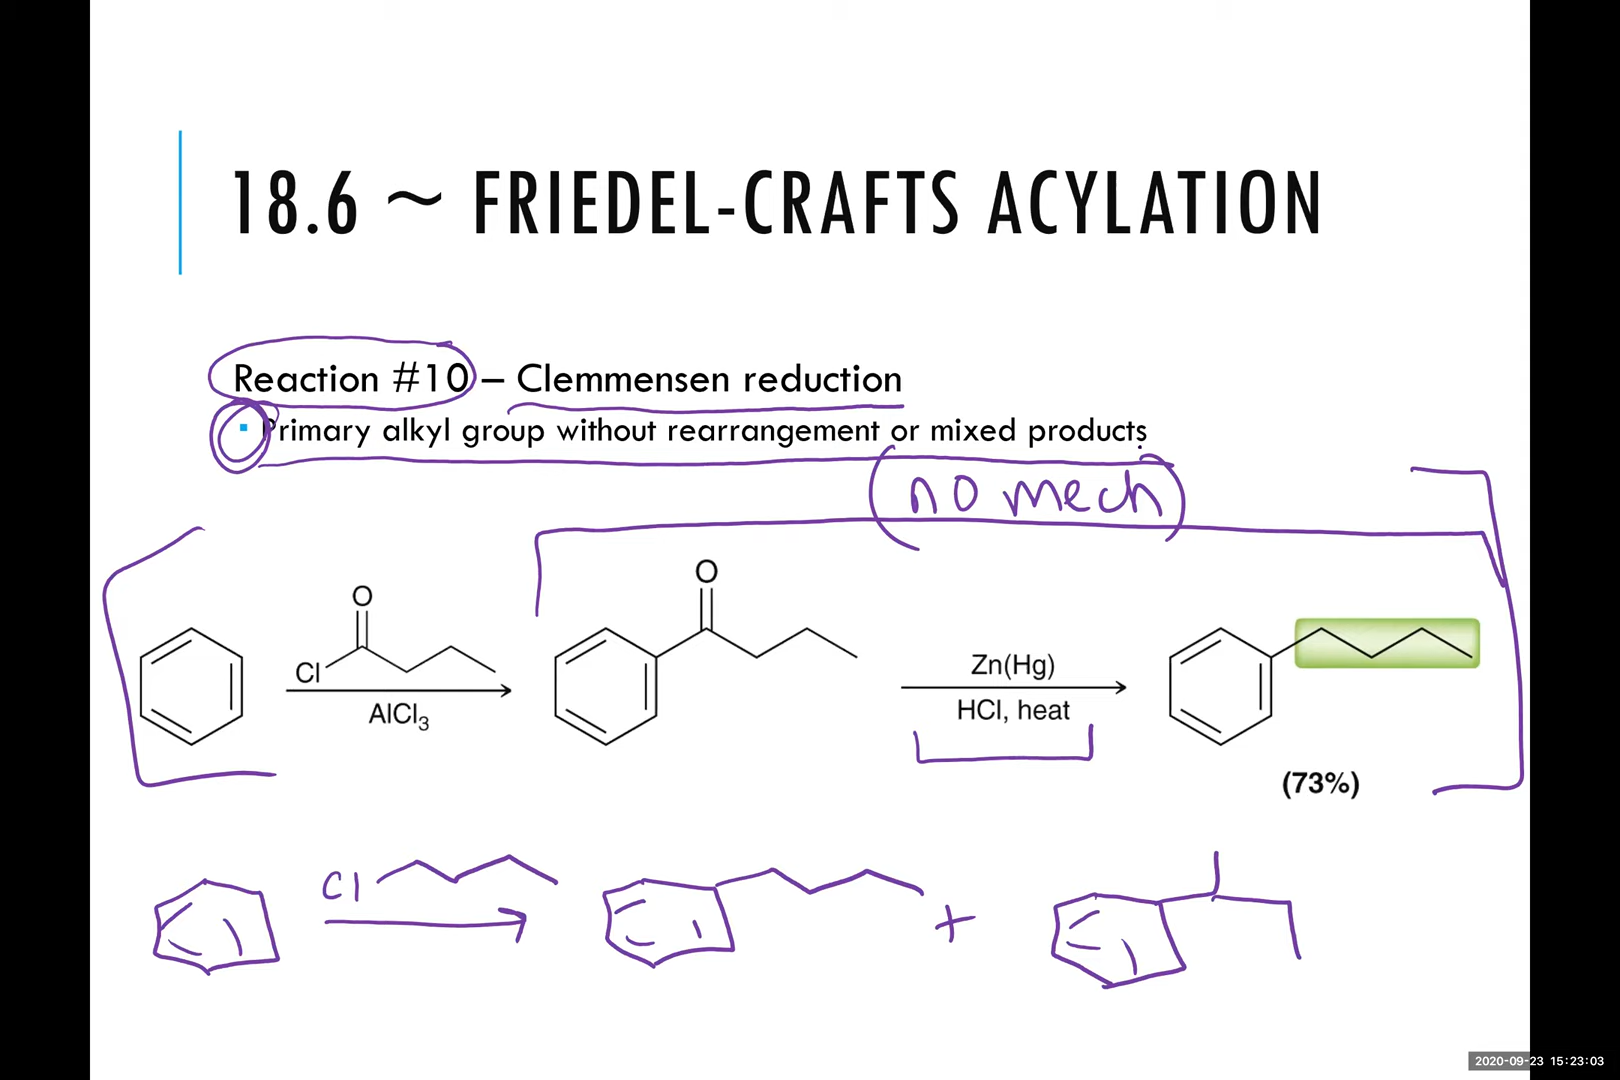 18.6 ~ FRIEDEL-CRAFTS ACYLATION
Reaction #10 – Clemmensen reduction
▪ Primary alkyl group without rearrangement or mixed products
no mech
O
Cl
AlCl₃
O
Zn(Hg)
HCl, heat
(73%)
Cl
+
2020-09-23 15:23:03